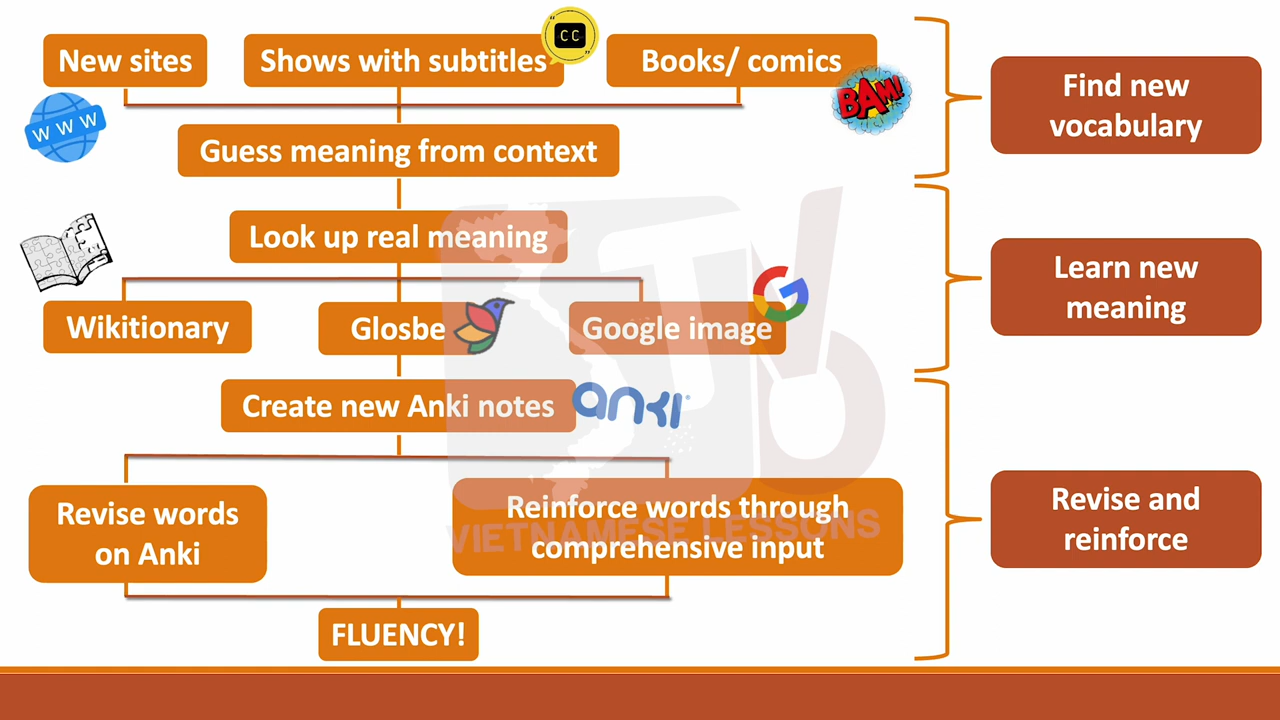 New sites
Shows with subtitles
CC
Books/ comics
BAM!
WWW
Find new
vocabulary
Guess meaning from context
Look up real meaning
Learn new
meaning
Wikitionary
Glosbe
Google image
G
Create new Anki notes
anki
Revise words
on Anki
Reinforce words through
comprehensive input
Revise and
reinforce
VIETNAMESE LESSONS
FLUENCY!